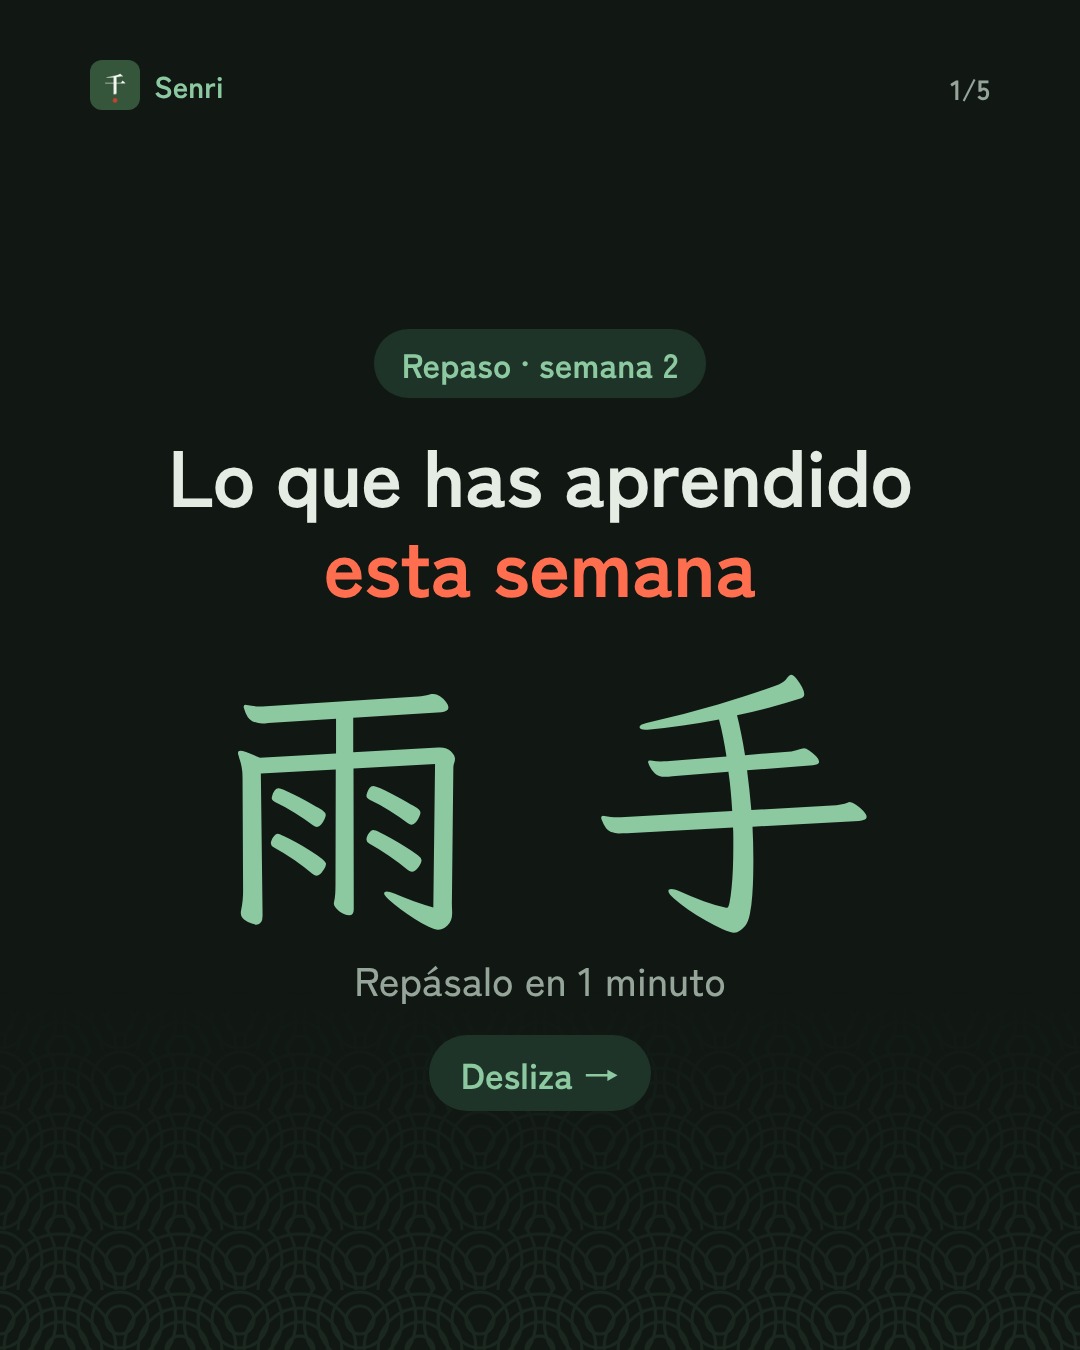 千 Senri
1/5
Repaso · semana 2
Lo que has aprendido
esta semana
雨 手
Repásalo en 1 minuto
Desliza →